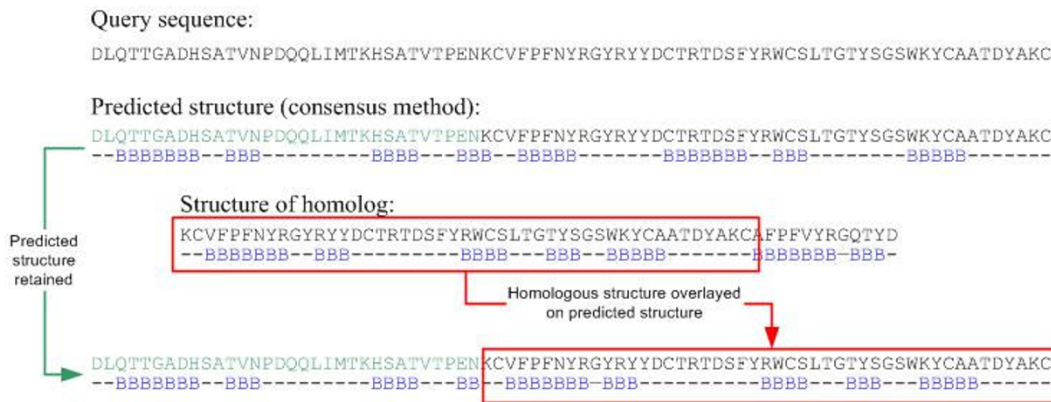 Query sequence:
DLQTTGADHSATVNPDQQLIMTKHSATVTPENKCVFPFNYRGYRYYDCTRTDSFYRWCSLTGTYSGSWKYCAATDYAKC
Predicted structure (consensus method):
DLQTTGADHSATVNPDQQLIMTKHSATVTPENKCVFPFNYRGYRYYDCTRTDSFYRWCSLTGTYSGSWKYCAATDYAKC
--BBBBBBB--BBB---------BBBB---BBB--BBBBB-------BBBBBBB--BBB--------BBBBB-------
Structure of homolog:
KCVFPFNYRGYRYYDCTRTDSFYRWCSLTGTYSGSWKYCAATDYAKCAFPFVYRGQTYD
--BBBBBBB--BBB---------BBBB---BBB--BBBBB-------BBBBBBB-BBB-
Predicted
structure
retained
Homologous structure overlayed
on predicted structure
DLQTTGADHSATVNPDQQLIMTKHSATVTPENKCVFPFNYRGYRYYDCTRTDSFYRWCSLTGTYSGSWKYCAATDYAKC
--BBBBBBB--BBB---------BBBB---BB--BBBBBBB-BBB----------BBBB---BBB---BBBBB------